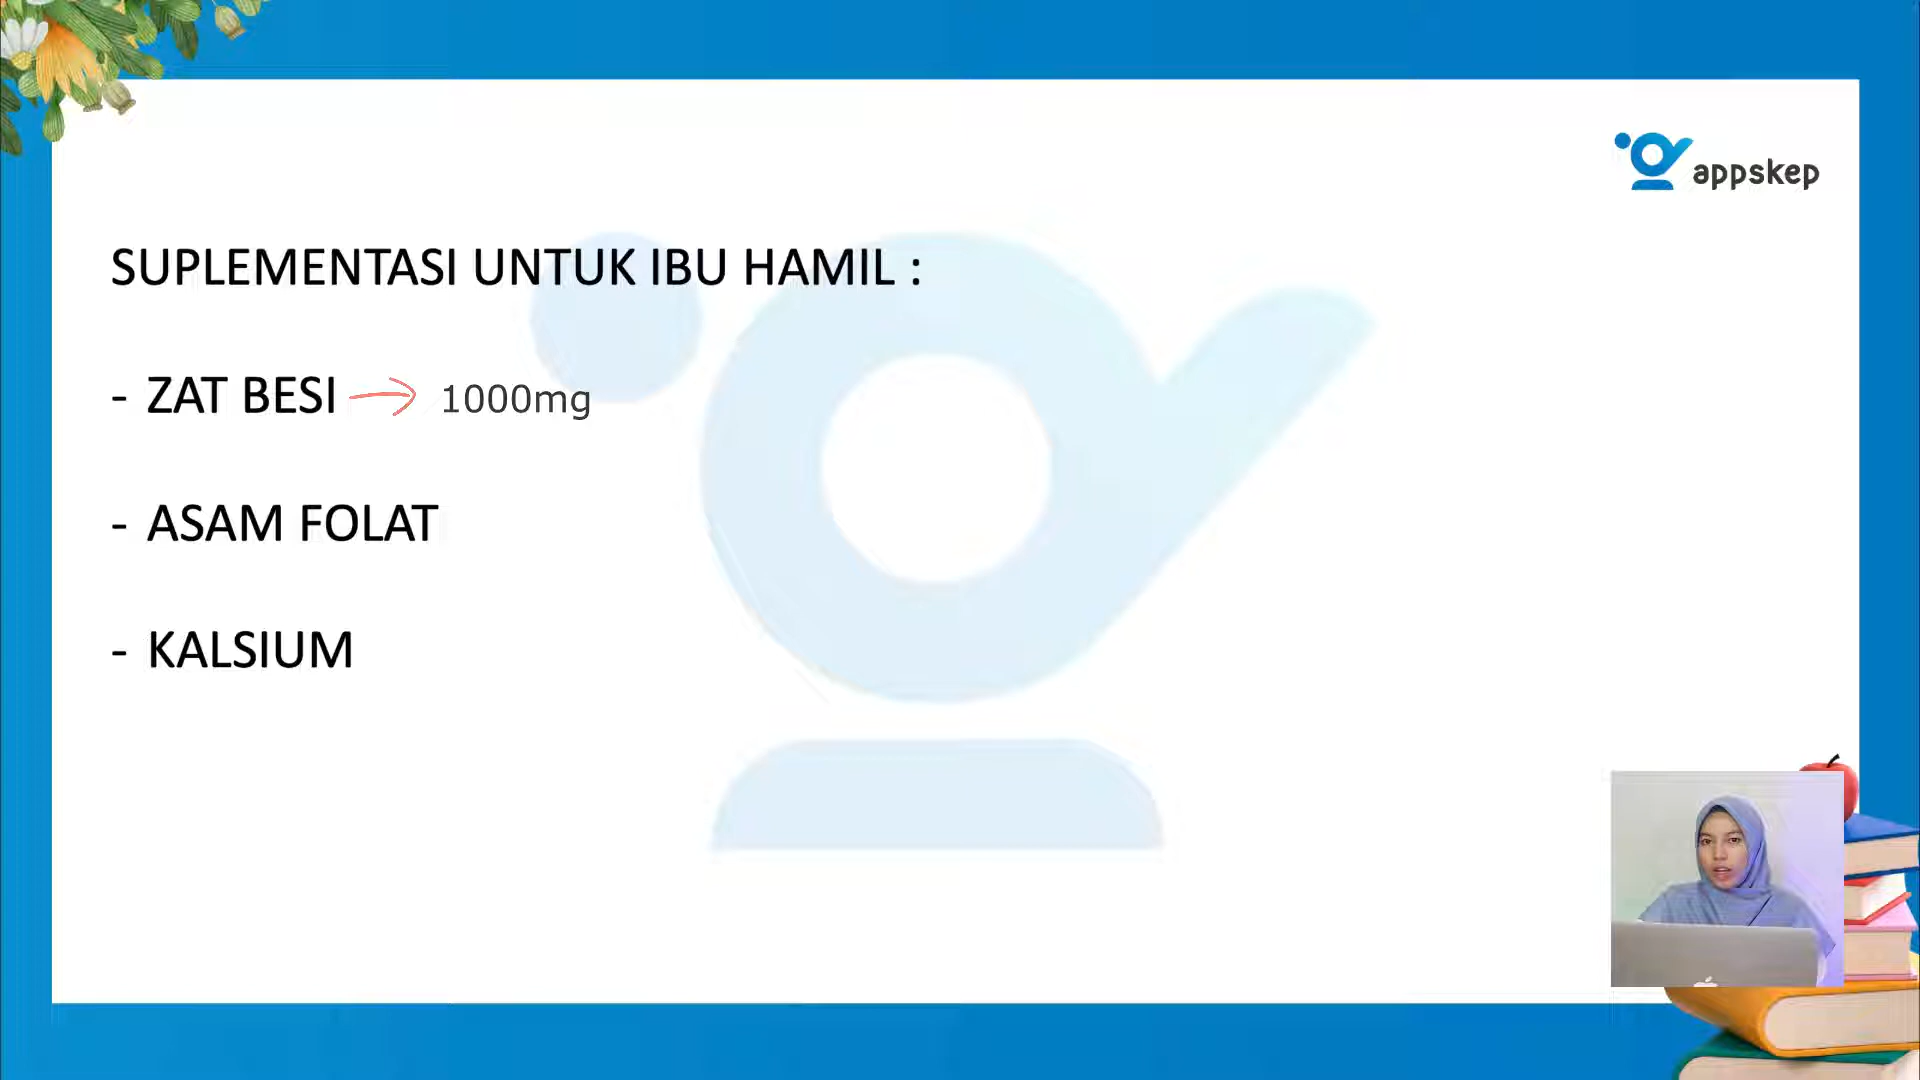 appskep
SUPLEMENTASI UNTUK IBU HAMIL :
- ZAT BESI → 1000mg
- ASAM FOLAT
- KALSIUM